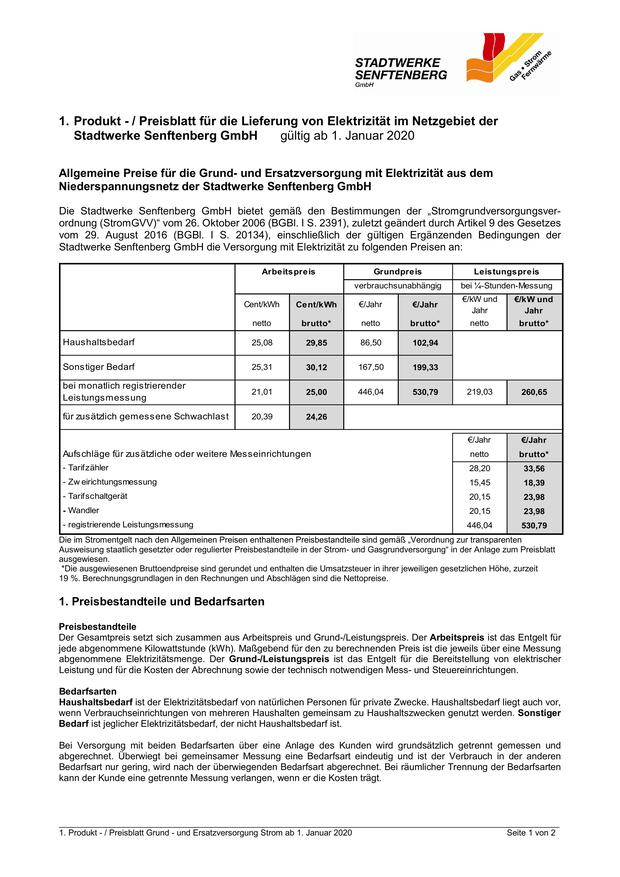 STADTWERKE
SENFTENBERG
GmbH
Gas • Strom
Fernwärme
1. Produkt - / Preisblatt für die Lieferung von Elektrizität im Netzgebiet der
Stadtwerke Senftenberg GmbH gültig ab 1. Januar 2020
Allgemeine Preise für die Grund- und Ersatzversorgung mit Elektrizität aus dem
Niederspannungsnetz der Stadtwerke Senftenberg GmbH
Die Stadtwerke Senftenberg GmbH bietet gemäß den Bestimmungen der „Stromgrundversorgungsver-
ordnung (StromGVV)“ vom 26. Oktober 2006 (BGBl. I S. 2391), zuletzt geändert durch Artikel 9 des Gesetzes
vom 29. August 2016 (BGBl. I S. 20134), einschließlich der gültigen Ergänzenden Bedingungen der
Stadtwerke Senftenberg GmbH die Versorgung mit Elektrizität zu folgenden Preisen an:
Arbeitspreis Grundpreis Leistungspreis
verbrauchsunabhängig bei ¼-Stunden-Messung
Cent/kWh Cent/kWh €/Jahr €/Jahr €/kW und Jahr €/kW und Jahr
netto brutto* netto brutto* netto brutto*
Haushaltsbedarf 25,08 29,85 86,50 102,94
Sonstiger Bedarf 25,31 30,12 167,50 199,33
bei monatlich registrierender
Leistungsmessung 21,01 25,00 446,04 530,79 219,03 260,65
für zusätzlich gemessene Schwachlast 20,39 24,26
€/Jahr €/Jahr
Aufschläge für zusätzliche oder weitere Messeinrichtungen netto brutto*
- Tarifzähler 28,20 33,56
- Zweirichtungsmessung 15,45 18,39
- Tarifschaltgerät 20,15 23,98
- Wandler 20,15 23,98
- registrierende Leistungsmessung 446,04 530,79
Die im Stromentgelt nach den Allgemeinen Preisen enthaltenen Preisbestandteile sind gemäß „Verordnung zur transparenten
Ausweisung staatlich gesetzter oder regulierter Preisbestandteile in der Strom- und Gasgrundversorgung“ in der Anlage zum Preisblatt
ausgewiesen.
*Die ausgewiesenen Bruttoendpreise sind gerundet und enthalten die Umsatzsteuer in ihrer jeweiligen gesetzlichen Höhe, zurzeit
19 %. Berechnungsgrundlagen in den Rechnungen und Abschlägen sind die Nettopreise.
1. Preisbestandteile und Bedarfsarten
Preisbestandteile
Der Gesamtpreis setzt sich zusammen aus Arbeitspreis und Grund-/Leistungspreis. Der Arbeitspreis ist das Entgelt für
jede abgenommene Kilowattstunde (kWh). Maßgebend für den zu berechnenden Preis ist die jeweils über eine Messung
abgenommene Elektrizitätsmenge. Der Grund-/Leistungspreis ist das Entgelt für die Bereitstellung von elektrischer
Leistung und für die Kosten der Abrechnung sowie der technisch notwendigen Mess- und Steuereinrichtungen.
Bedarfsarten
Haushaltsbedarf ist der Elektrizitätsbedarf von natürlichen Personen für private Zwecke. Haushaltsbedarf liegt auch vor,
wenn Verbrauchseinrichtungen von mehreren Haushalten gemeinsam zu Haushaltszwecken genutzt werden. Sonstiger
Bedarf ist jeglicher Elektrizitätsbedarf, der nicht Haushaltsbedarf ist.
Bei Versorgung mit beiden Bedarfsarten über eine Anlage des Kunden wird grundsätzlich getrennt gemessen und
abgerechnet. Überwiegt bei gemeinsamer Messung eine Bedarfsart eindeutig und ist der Verbrauch in der anderen
Bedarfsart nur gering, wird nach der überwiegenden Bedarfsart abgerechnet. Bei räumlicher Trennung der Bedarfsarten
kann der Kunde eine getrennte Messung verlangen, wenn er die Kosten trägt.
1. Produkt - / Preisblatt Grund - und Ersatzversorgung Strom ab 1. Januar 2020 Seite 1 von 2